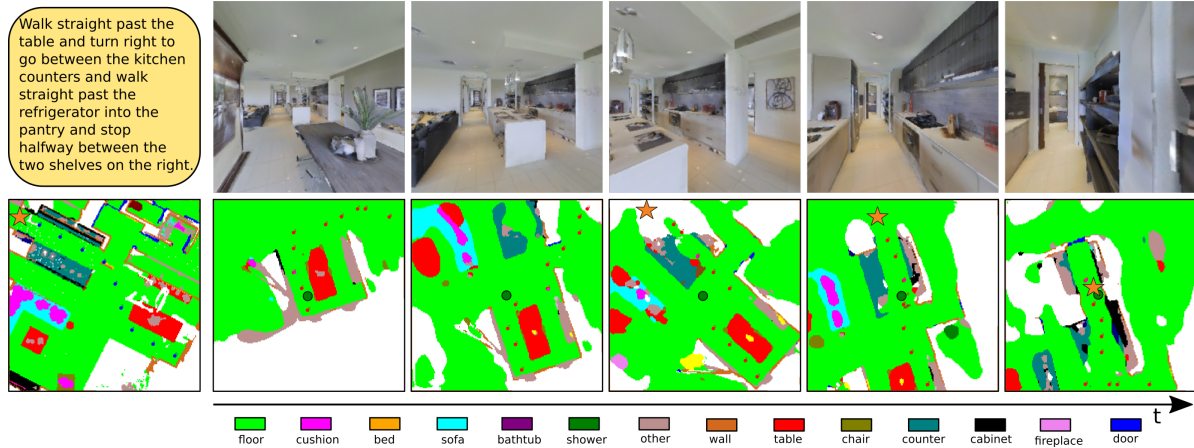 Walk straight past the
table and turn right to
go between the kitchen
counters and walk
straight past the
refrigerator into the
pantry and stop
halfway between the
two shelves on the right.
t
floor cushion bed sofa bathtub shower other wall table chair counter cabinet fireplace door